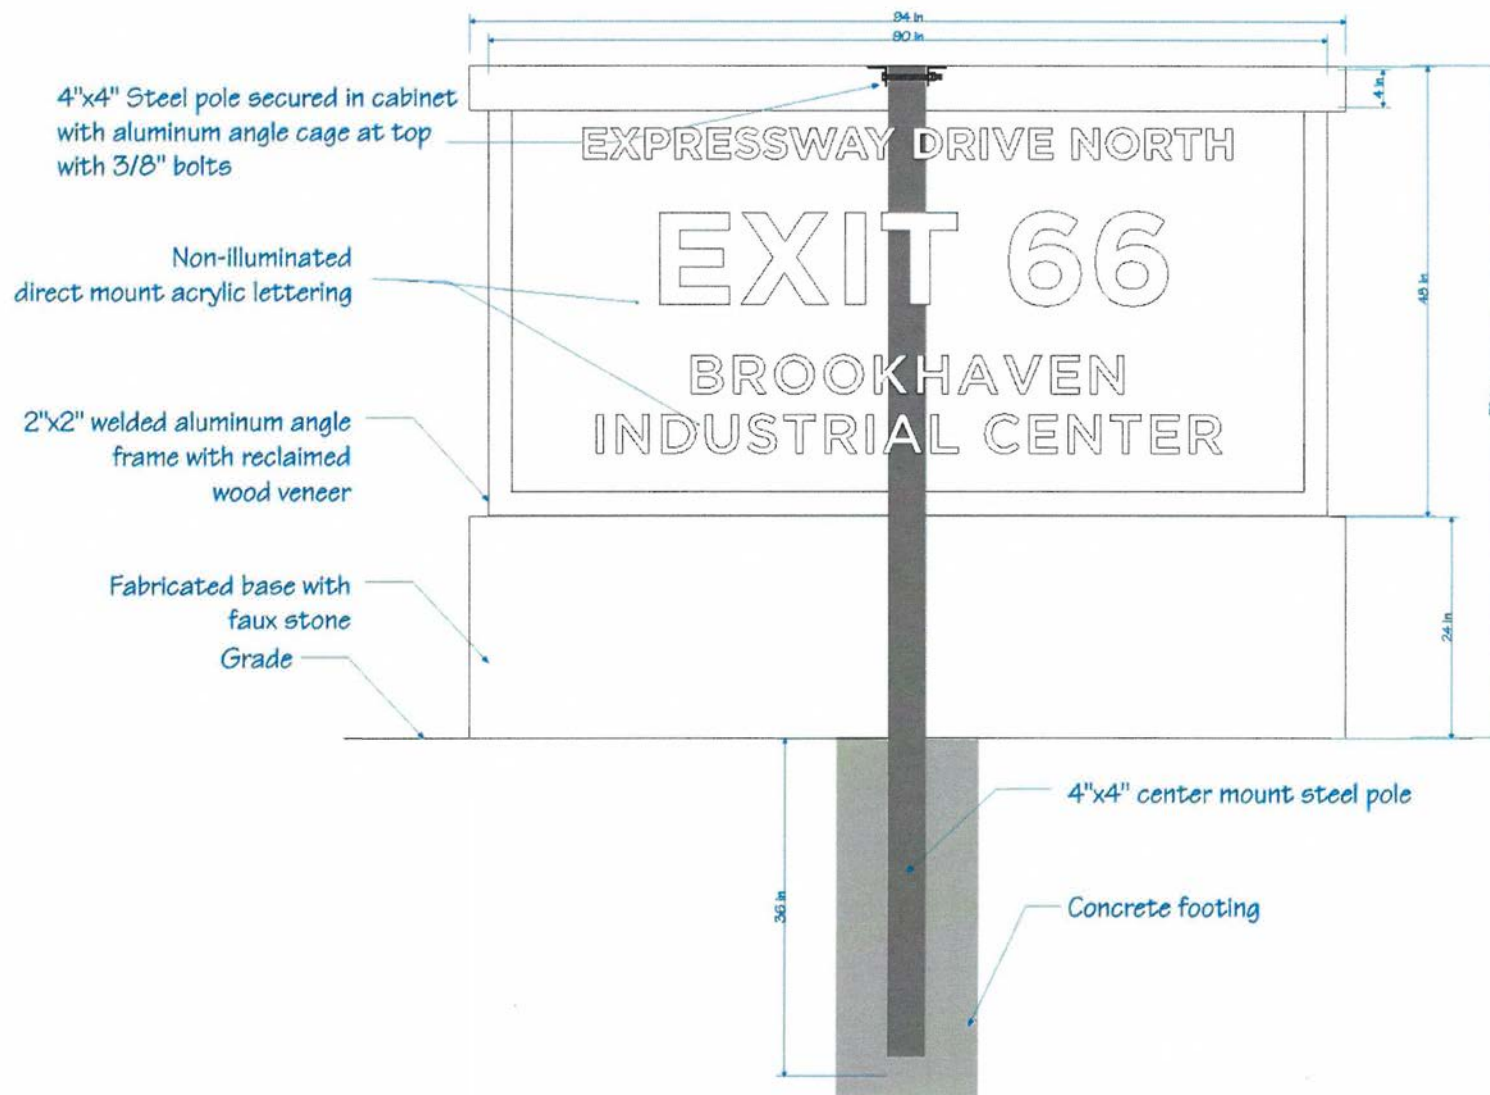 94 in
90 in
4"x4" Steel pole secured in cabinet
with aluminum angle cage at top
with 3/8" bolts
4 in
EXPRESSWAY DRIVE NORTH
EXIT 66
Non-illuminated
direct mount acrylic lettering
48 in
BROOKHAVEN
INDUSTRIAL CENTER
2"x2" welded aluminum angle
frame with reclaimed
wood veneer
Fabricated base with
faux stone
24 in
Grade
4"x4" center mount steel pole
36 in
Concrete footing